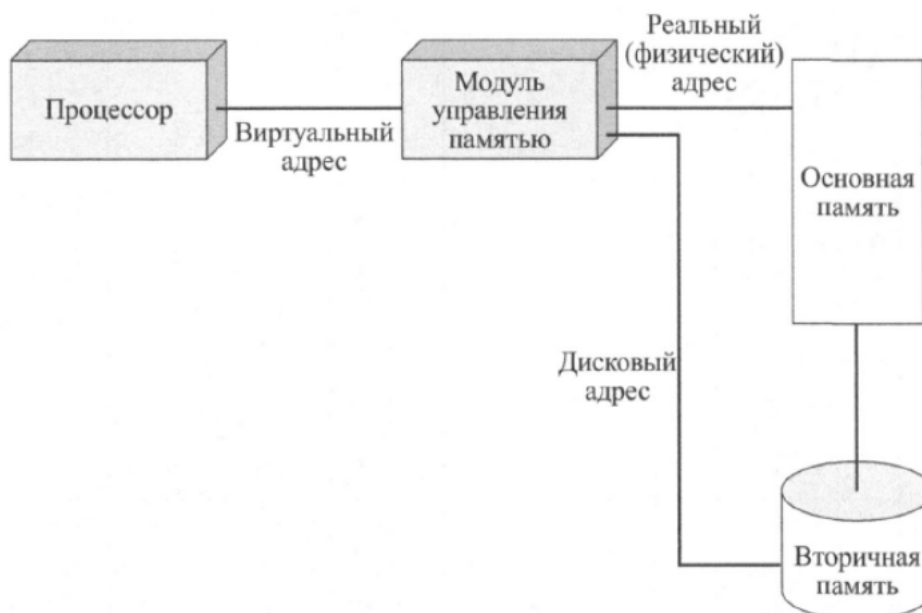 Процессор
Виртуальный
адрес
Модуль
управления
памятью
Реальный
(физический)
адрес
Основная
память
Дисковый
адрес
Вторичная
память